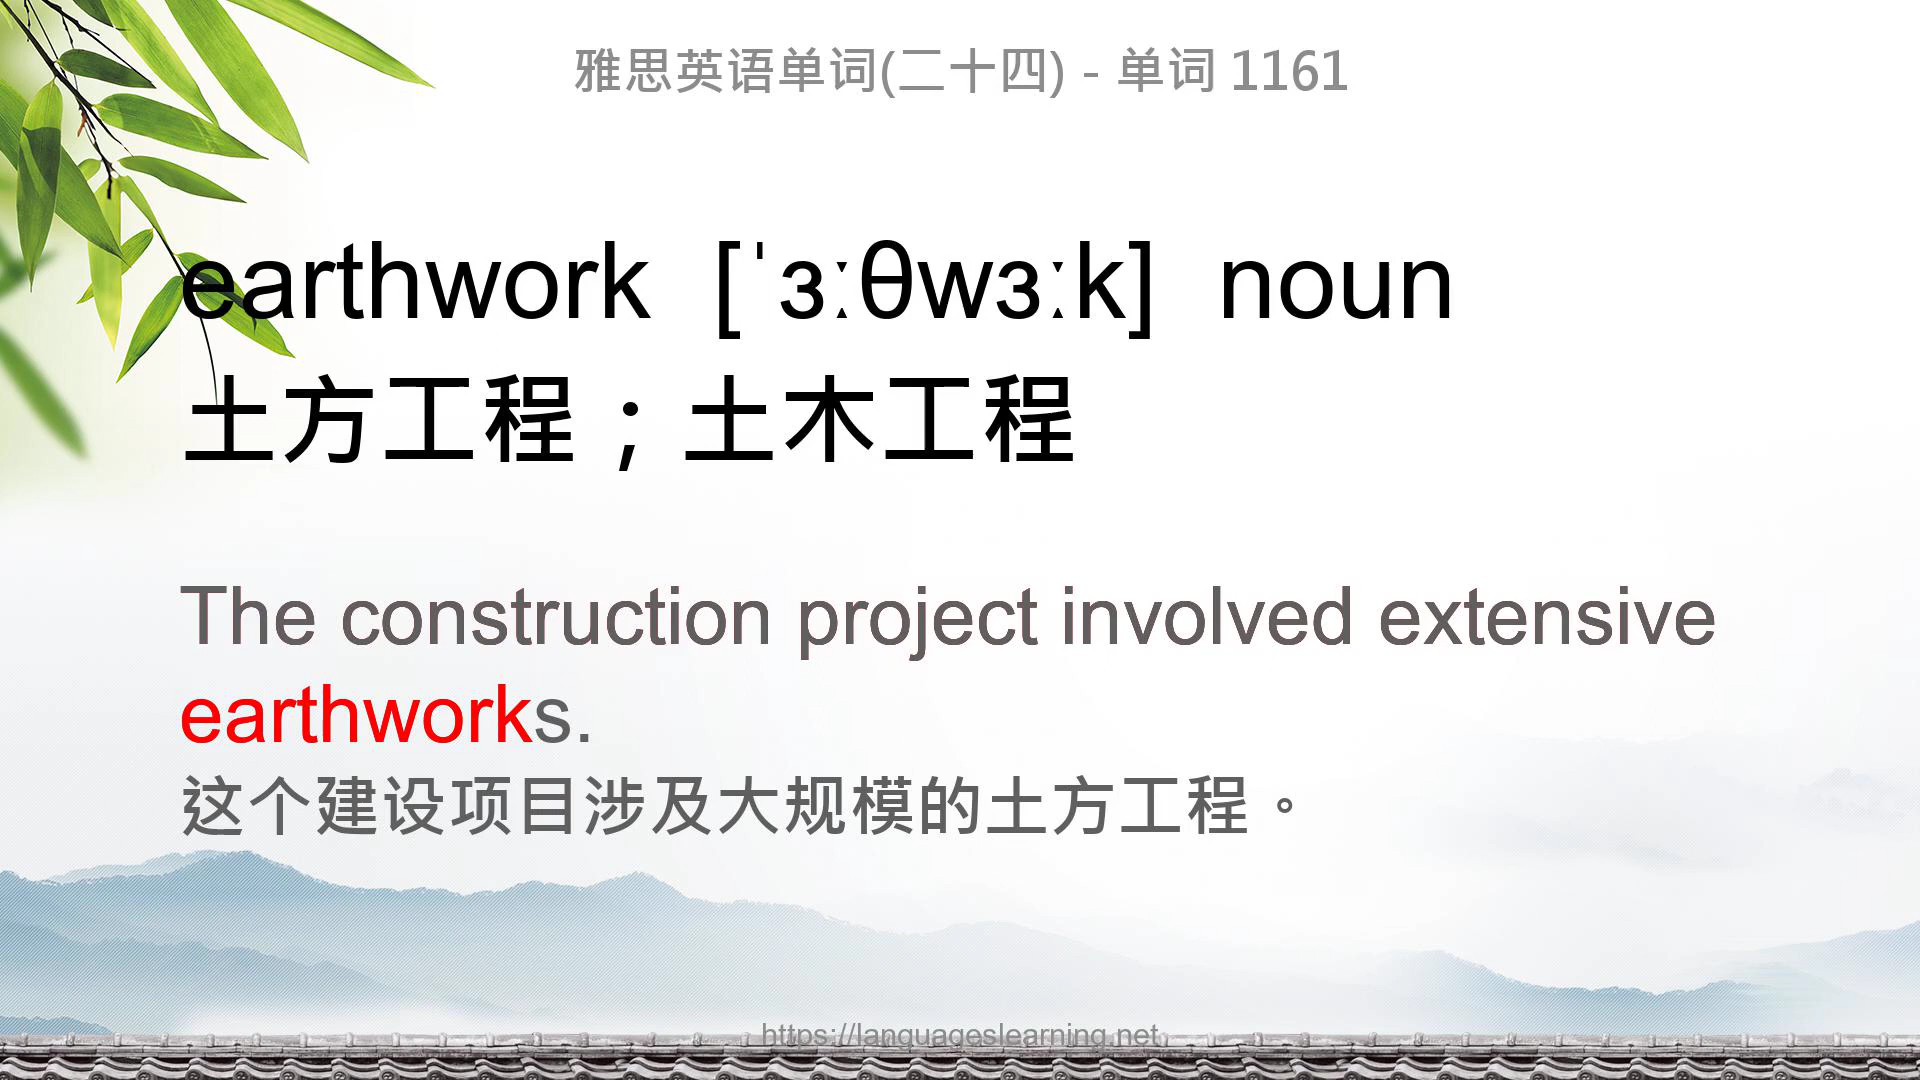 雅思英语单词(二十四) - 单词 1161
earthwork [ˈɜːθwɜːk] noun
土方工程；土木工程
The construction project involved extensive
earthworks.
这个建设项目涉及大规模的土方工程。
https://languageslearning.net